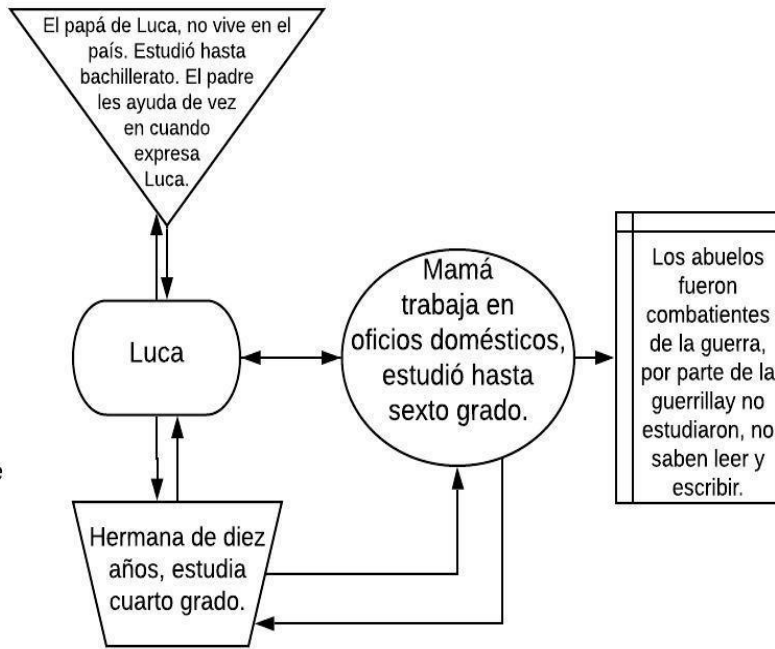 El papá de Luca, no vive en el
país. Estudió hasta
bachillerato. El padre
les ayuda de vez
en cuando
expresa
Luca.
Luca
Mamá
trabaja en
oficios domésticos,
estudió hasta
sexto grado.
Los abuelos
fueron
combatientes
de la guerra,
por parte de la
guerrillay no
estudiaron, no
saben leer y
escribir.
Hermana de diez
años, estudia
cuarto grado.